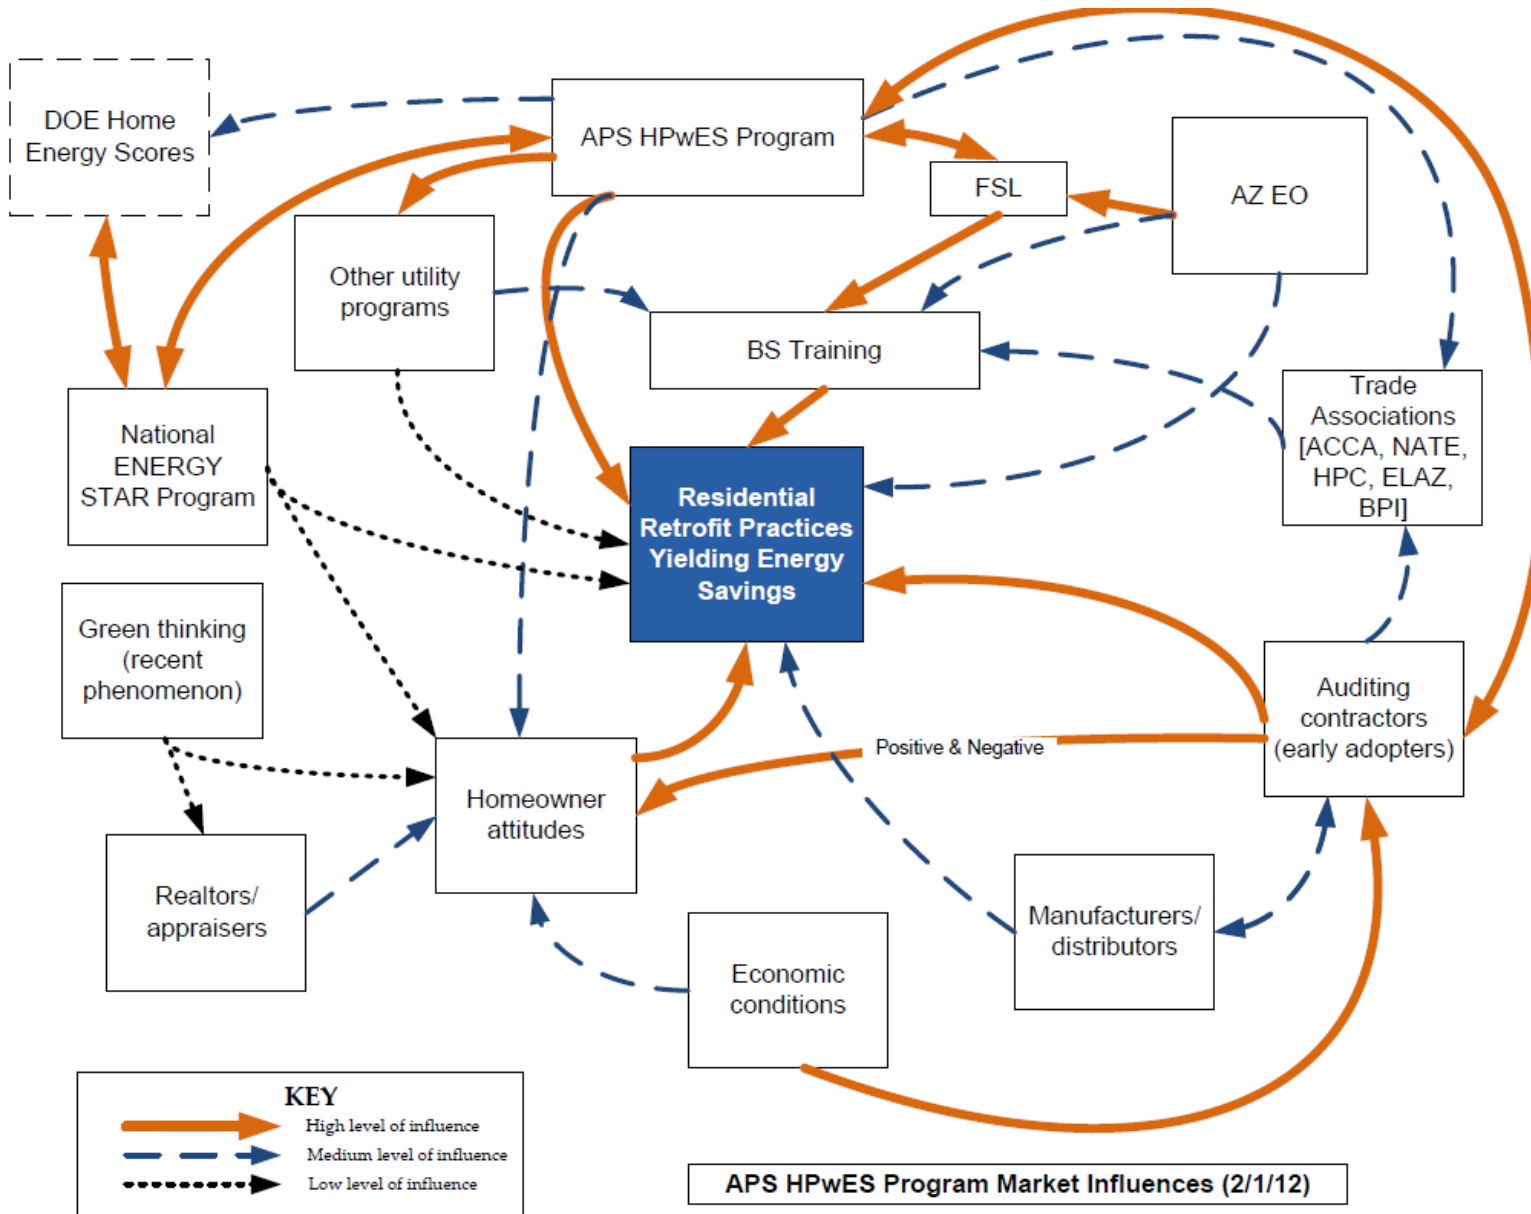 DOE Home
Energy Scores
APS HPwES Program
FSL
AZ EO
Other utility
programs
BS Training
Trade
Associations
[ACCA, NATE,
HPC, ELAZ,
BPI]
National
ENERGY
STAR Program
Residential
Retrofit Practices
Yielding Energy
Savings
Green thinking
(recent
phenomenon)
Auditing
contractors
(early adopters)
Positive & Negative
Homeowner
attitudes
Realtors/
appraisers
Manufacturers/
distributors
Economic
conditions
KEY
High level of influence
Medium level of influence
Low level of influence
APS HPwES Program Market Influences (2/1/12)